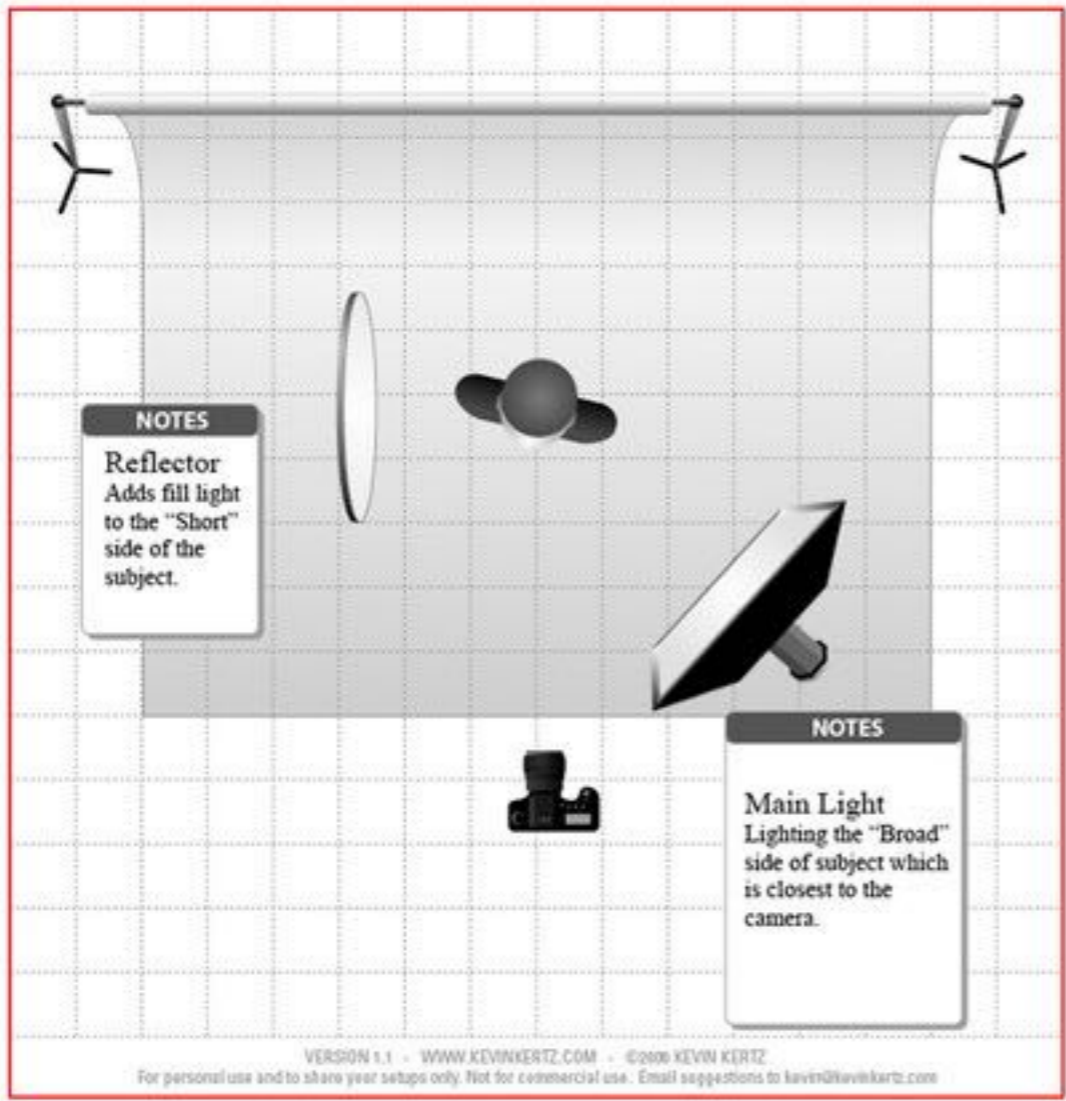 NOTES
Reflector
Adds fill light
to the “Short”
side of the
subject.
NOTES
Main Light
Lighting the “Broad”
side of subject which
is closest to the
camera.
VERSION 1.1 - WWW.KEVINKERTZ.COM - ©2006 KEVIN KERTZ
For personal use and to share your setups only. Not for commercial use. Email suggestions to kevin@kevinkertz.com